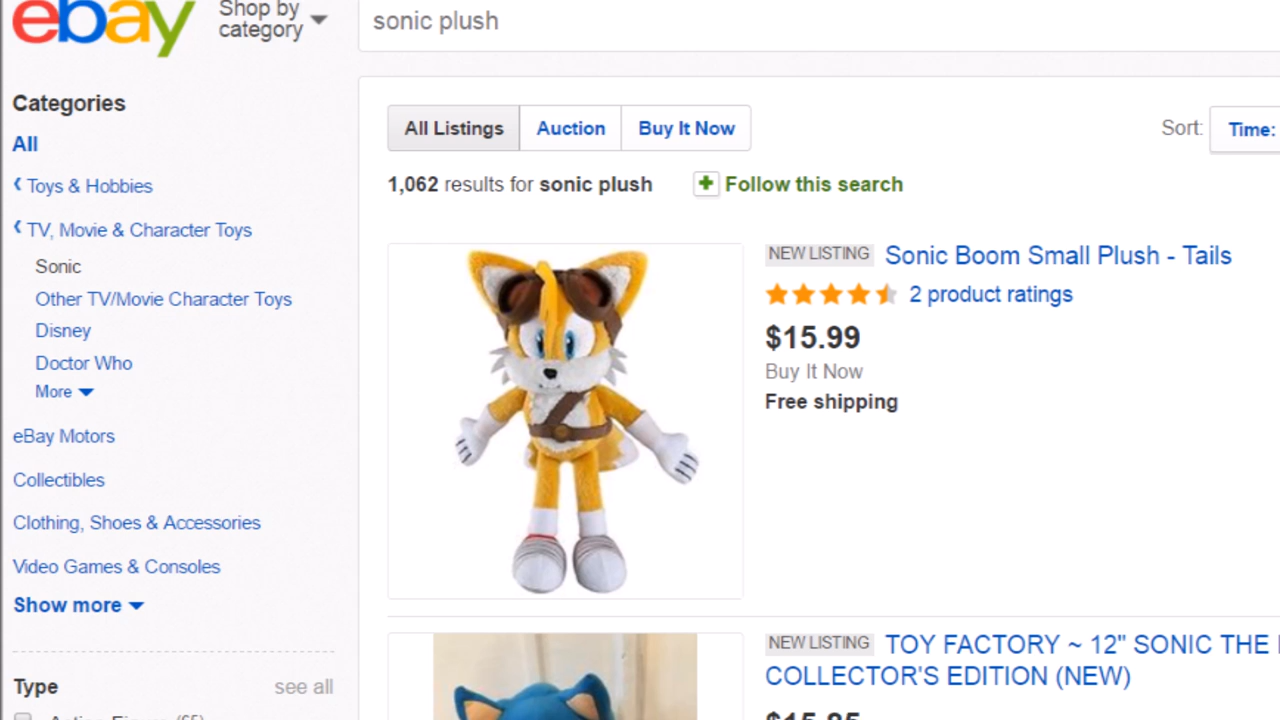 ebay
Shop by
category
sonic plush
Categories
All
Toys & Hobbies
TV, Movie & Character Toys
Sonic
Other TV/Movie Character Toys
Disney
Doctor Who
More
eBay Motors
Collectibles
Clothing, Shoes & Accessories
Video Games & Consoles
Show more
Type see all
All Listings Auction Buy It Now
Sort: Time:
1,062 results for sonic plush Follow this search
NEW LISTING Sonic Boom Small Plush - Tails
2 product ratings
$15.99
Buy It Now
Free shipping
NEW LISTING TOY FACTORY ~ 12" SONIC THE
COLLECTOR'S EDITION (NEW)